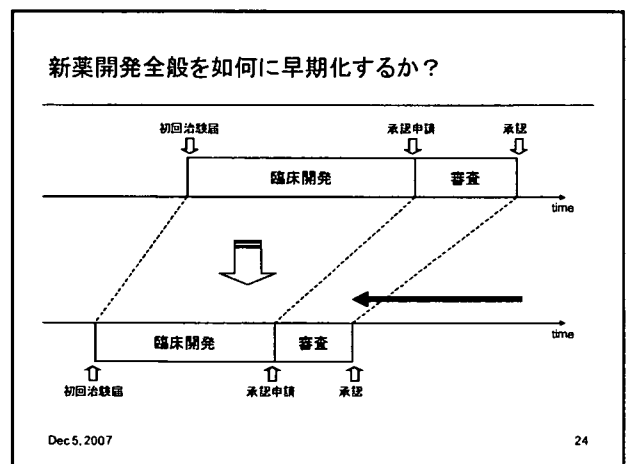 新薬開発全般を如何に早期化するか？
初回治験届 承認申請 承認
臨床開発 審査
time
time
臨床開発 審査
初回治験届 承認申請 承認
Dec 5, 2007 24